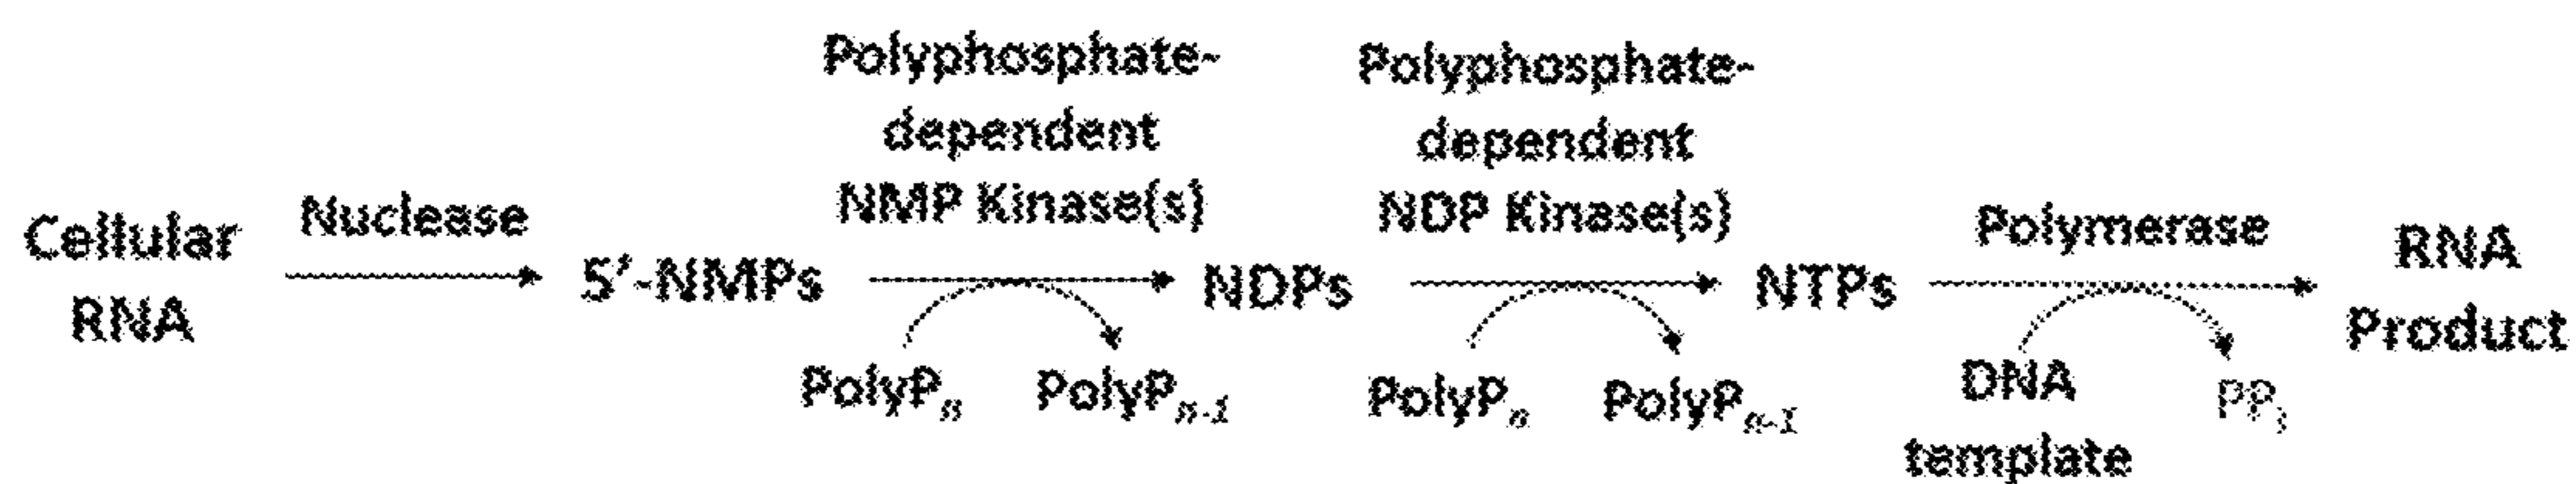 Cellular
RNA
Nuclease
5'-NMPs
Polyphosphate-
dependent
NMP Kinase(s)
PolyPn PolyPn-1
NDPs
Polyphosphate-
dependent
NDP Kinase(s)
PolyPn PolyPn-1
NTPs
Polymerase
DNA
template
PPi
RNA
Product